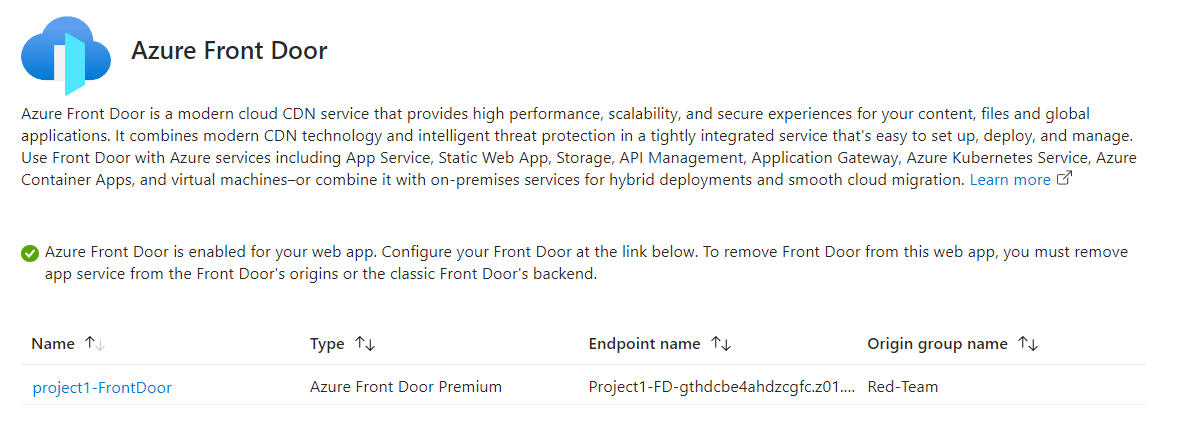 Azure Front Door
Azure Front Door is a modern cloud CDN service that provides high performance, scalability, and secure experiences for your content, files and global
applications. It combines modern CDN technology and intelligent threat protection in a tightly integrated service that's easy to set up, deploy, and manage.
Use Front Door with Azure services including App Service, Static Web App, Storage, API Management, Application Gateway, Azure Kubernetes Service, Azure
Container Apps, and virtual machines–or combine it with on-premises services for hybrid deployments and smooth cloud migration. Learn more
Azure Front Door is enabled for your web app. Configure your Front Door at the link below. To remove Front Door from this web app, you must remove
app service from the Front Door's origins or the classic Front Door's backend.
Name Type Endpoint name Origin group name
project1-FrontDoor Azure Front Door Premium Project1-FD-gthdcbe4ahdzcgfc.z01.... Red-Team